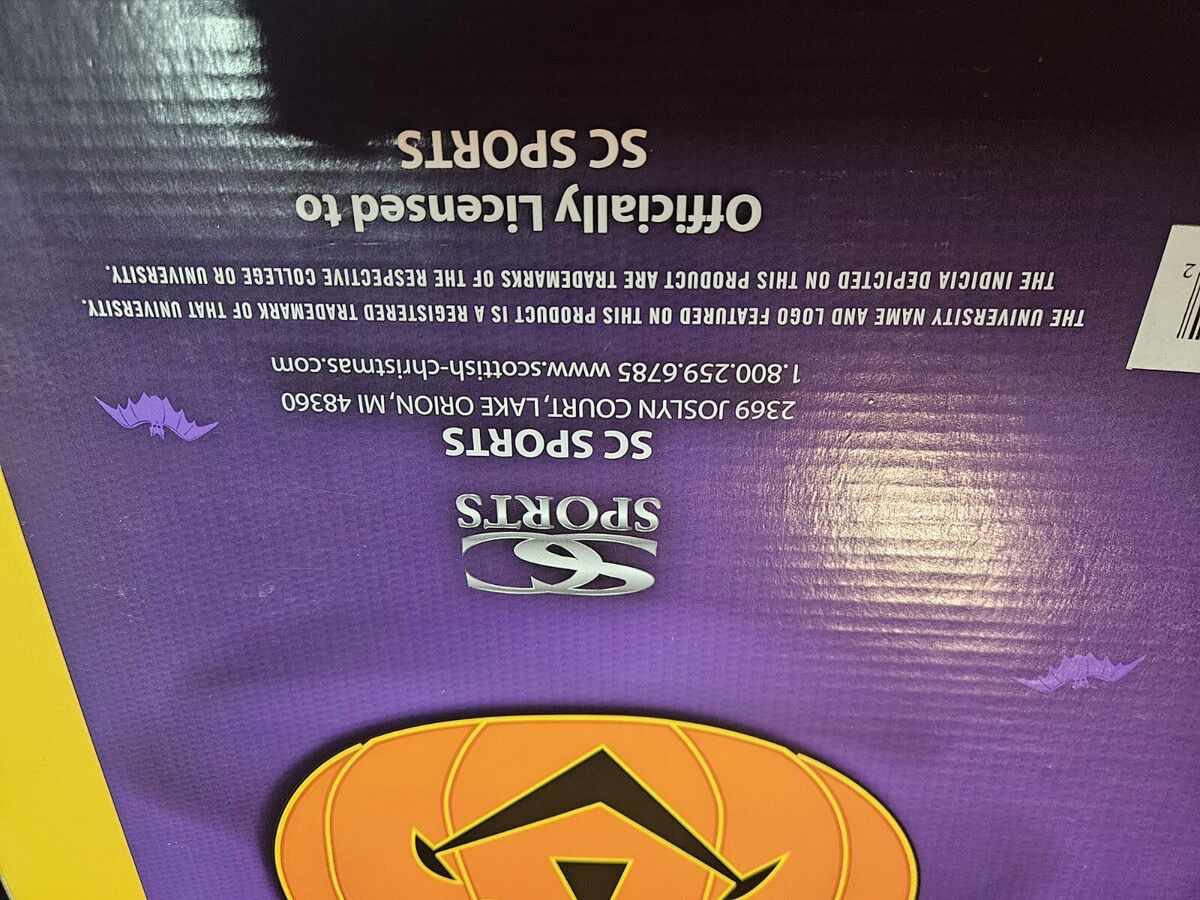 SC
SPORTS
SC SPORTS
2369 JOSLYN COURT, LAKE ORION, MI 48360
1.800.259.6785 www.scottish-christmas.com
THE UNIVERSITY NAME AND LOGO FEATURED ON THIS PRODUCT IS A REGISTERED TRADEMARK OF THAT UNIVERSITY.
THE INDICIA DEPICTED ON THIS PRODUCT ARE TRADEMARKS OF THE RESPECTIVE COLLEGE OR UNIVERSITY.
Officially Licensed to
SC SPORTS
2